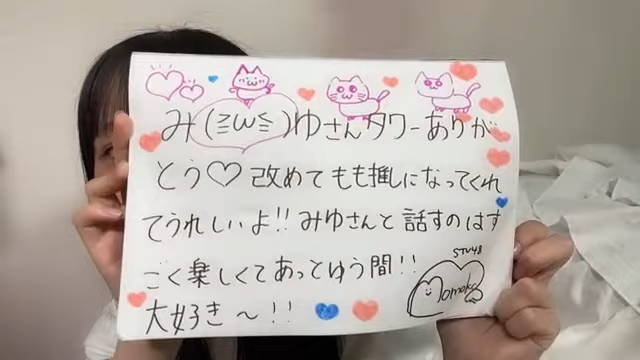 み(≧ω≦)ゆさんタワーありが
とう♡ 改めてもも推しになってくれ
てうれしいよ!! みゆさんと話すのはす
ごく楽しくてあっとゆう間!!
大好き〜!!
STU48
Momoka